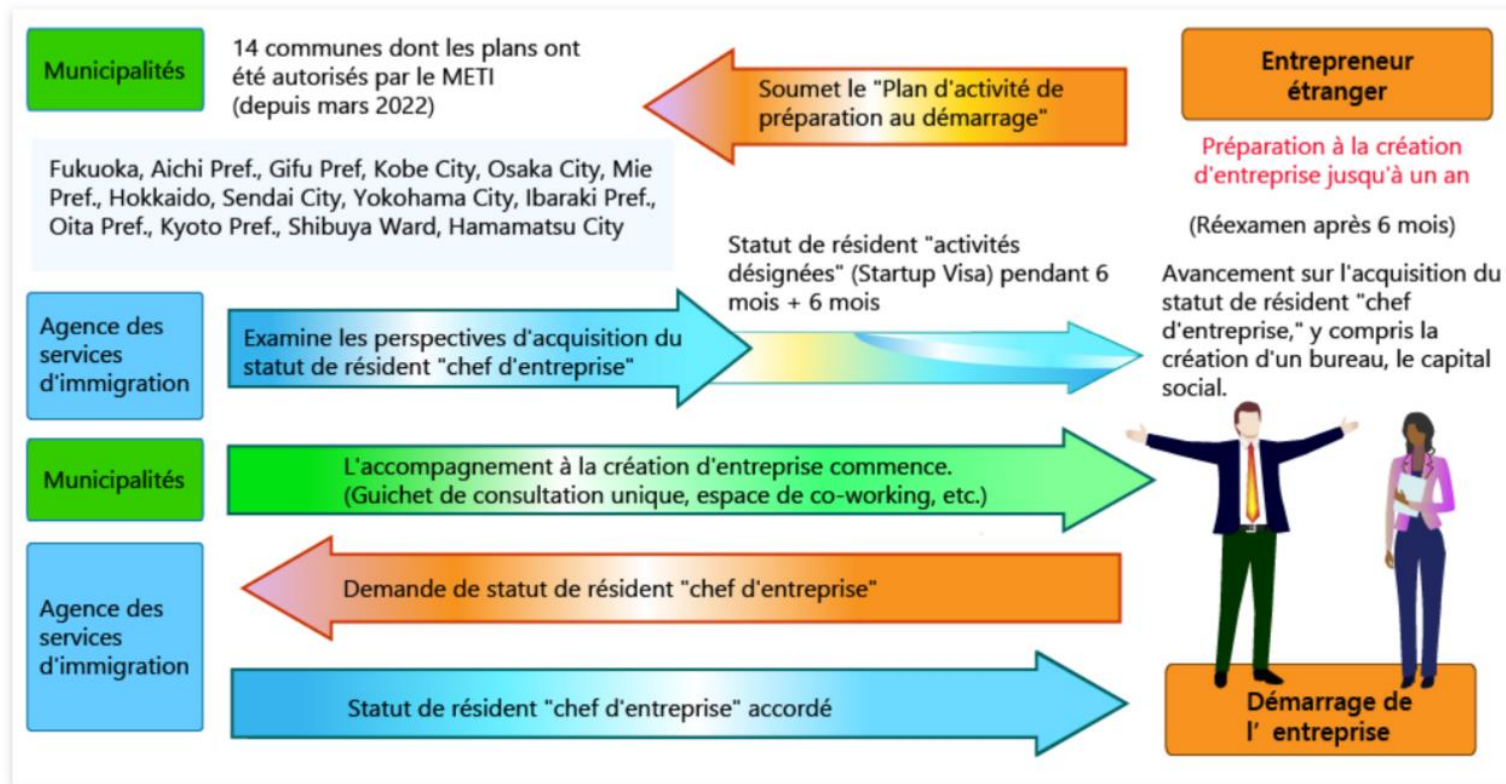 Municipalités
14 communes dont les plans ont
été autorisés par le METI
(depuis mars 2022)
Soumet le "Plan d'activité de
préparation au démarrage"
Entrepreneur
étranger
Préparation à la création
d'entreprise jusqu'à un an
(Réexamen après 6 mois)
Fukuoka, Aichi Pref., Gifu Pref, Kobe City, Osaka City, Mie
Pref., Hokkaido, Sendai City, Yokohama City, Ibaraki Pref.,
Oita Pref., Kyoto Pref., Shibuya Ward, Hamamatsu City
Statut de résident "activités
désignées" (Startup Visa) pendant 6
mois + 6 mois
Avancement sur l'acquisition du
statut de résident "chef
d'entreprise," y compris la
création d'un bureau, le capital
social.
Agence des
services
d'immigration
Examine les perspectives d'acquisition du
statut de résident "chef d'entreprise"
Municipalités
L'accompagnement à la création d'entreprise commence.
(Guichet de consultation unique, espace de co-working, etc.)
Agence des
services
d'immigration
Demande de statut de résident "chef d'entreprise"
Statut de résident "chef d'entreprise" accordé
Démarrage de
l’ entreprise